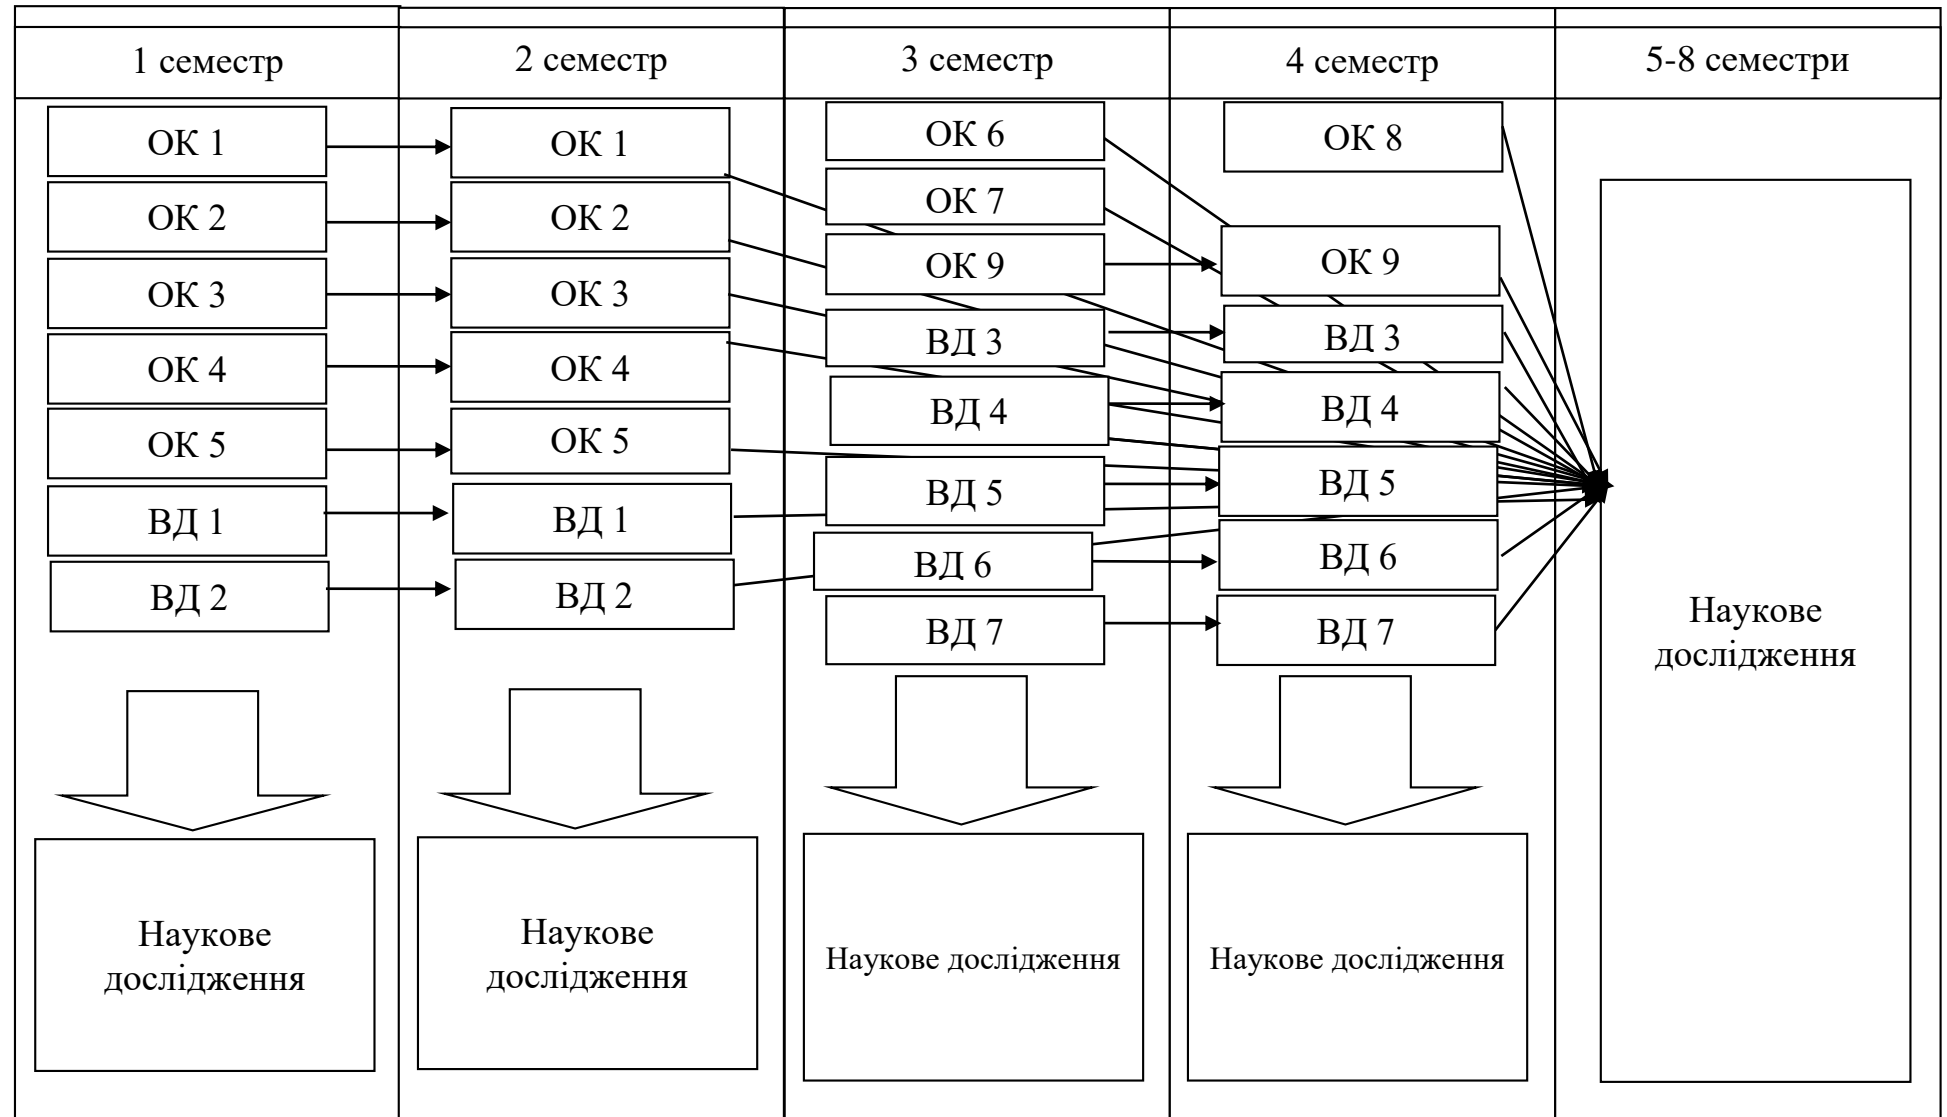 1 семестр
2 семестр
3 семестр
4 семестр
5-8 семестри
ОК 1
ОК 2
ОК 3
ОК 4
ОК 5
ВД 1
ВД 2
Наукове
дослідження
ОК 1
ОК 2
ОК 3
ОК 4
ОК 5
ВД 1
ВД 2
Наукове
дослідження
ОК 6
ОК 7
ОК 9
ВД 3
ВД 4
ВД 5
ВД 6
ВД 7
Наукове дослідження
ОК 8
ОК 9
ВД 3
ВД 4
ВД 5
ВД 6
ВД 7
Наукове дослідження
Наукове
дослідження